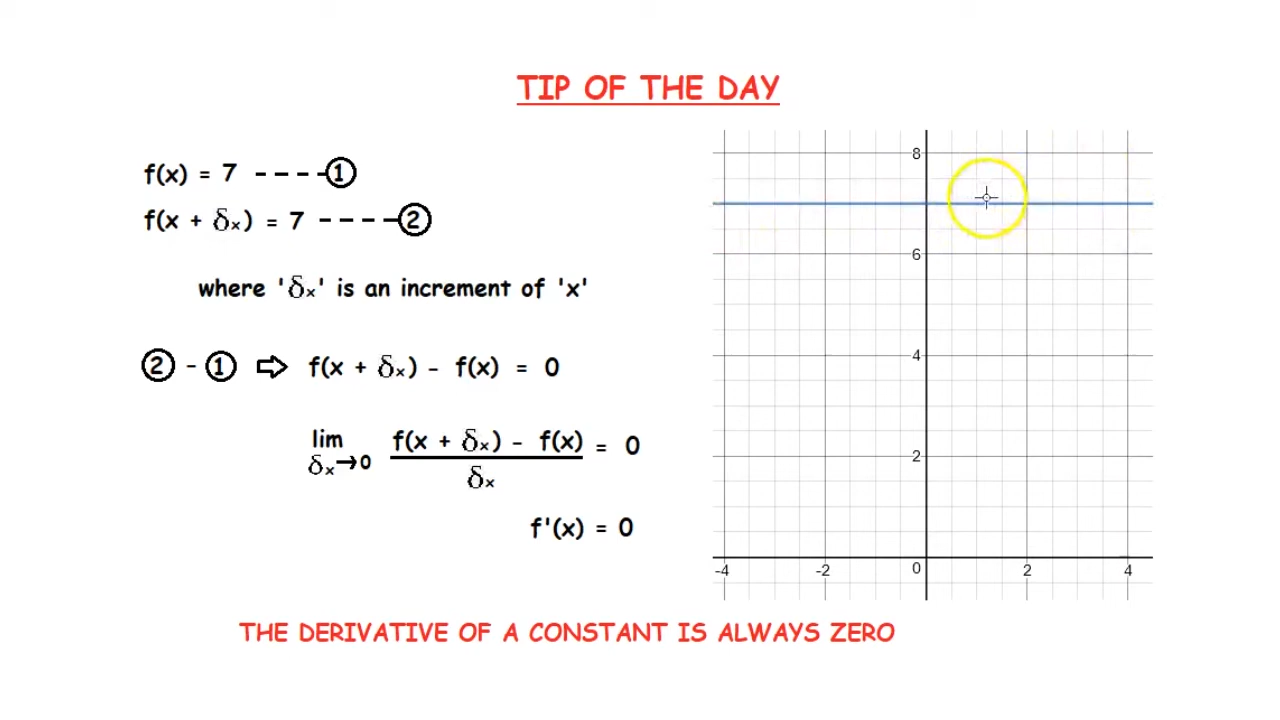 TIP OF THE DAY
f(x) = 7 ----①
f(x + δx) = 7 ----②
where 'δx' is an increment of 'x'
② - ① ⇨ f(x + δx) - f(x) = 0
lim f(x + δx) - f(x) = 0
δx→0 δx
f'(x) = 0
8
6
4
2
-4 -2 0 2 4
THE DERIVATIVE OF A CONSTANT IS ALWAYS ZERO